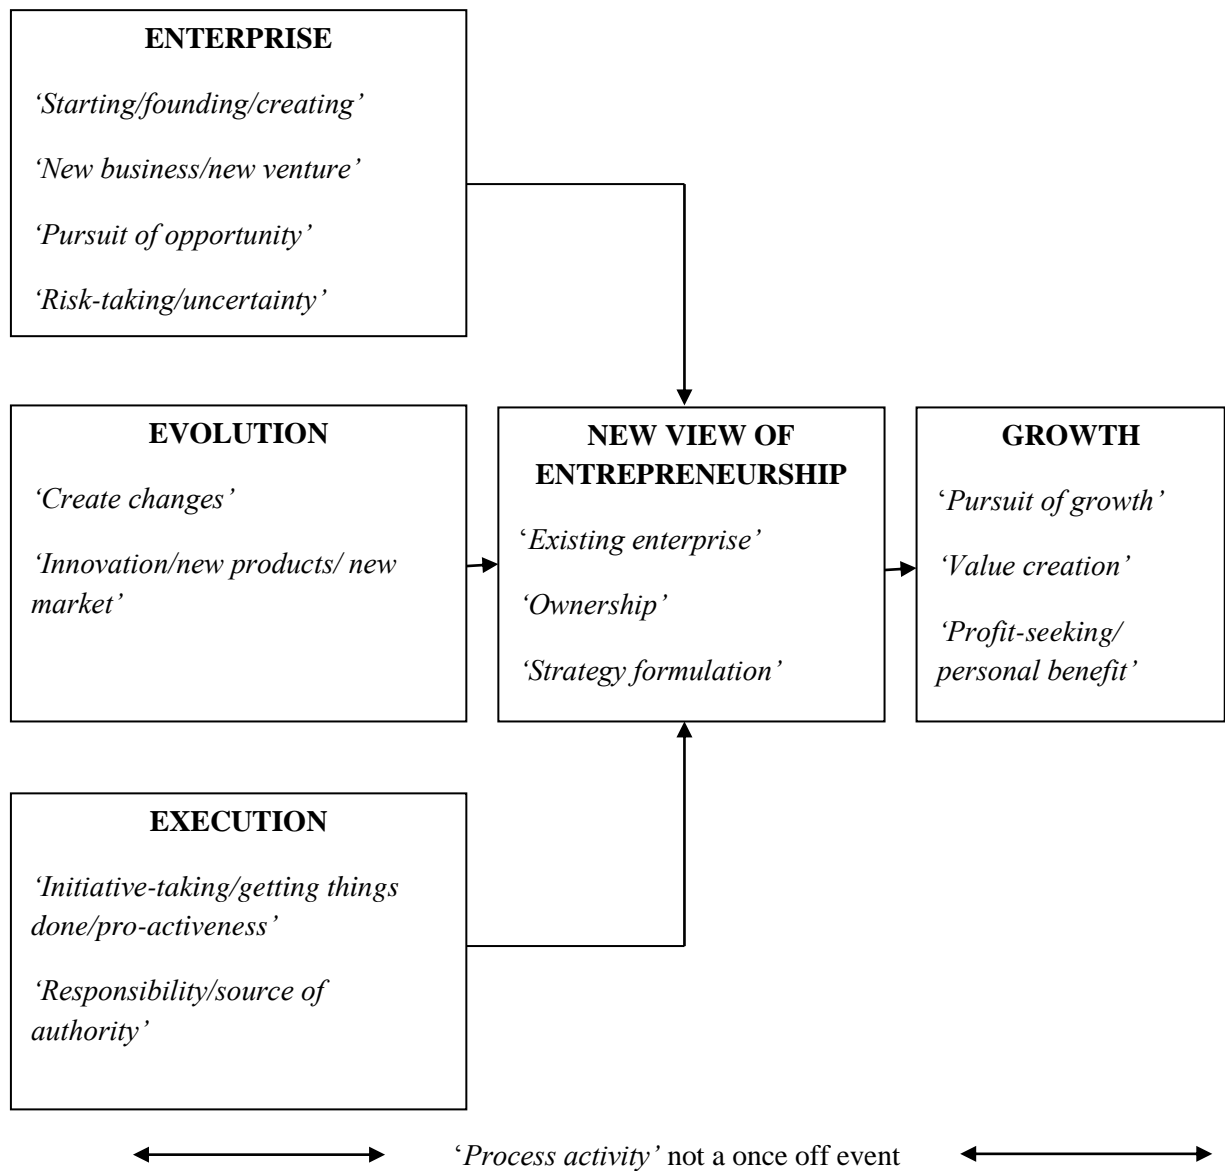 ENTERPRISE
‘Starting/founding/creating’
‘New business/new venture’
‘Pursuit of opportunity’
‘Risk-taking/uncertainty’
EVOLUTION
‘Create changes’
‘Innovation/new products/ new
market’
NEW VIEW OF
ENTREPRENEURSHIP
‘Existing enterprise’
‘Ownership’
‘Strategy formulation’
GROWTH
‘Pursuit of growth’
‘Value creation’
‘Profit-seeking/
personal benefit’
EXECUTION
‘Initiative-taking/getting things
done/pro-activeness’
‘Responsibility/source of
authority’
‘Process activity’ not a once off event